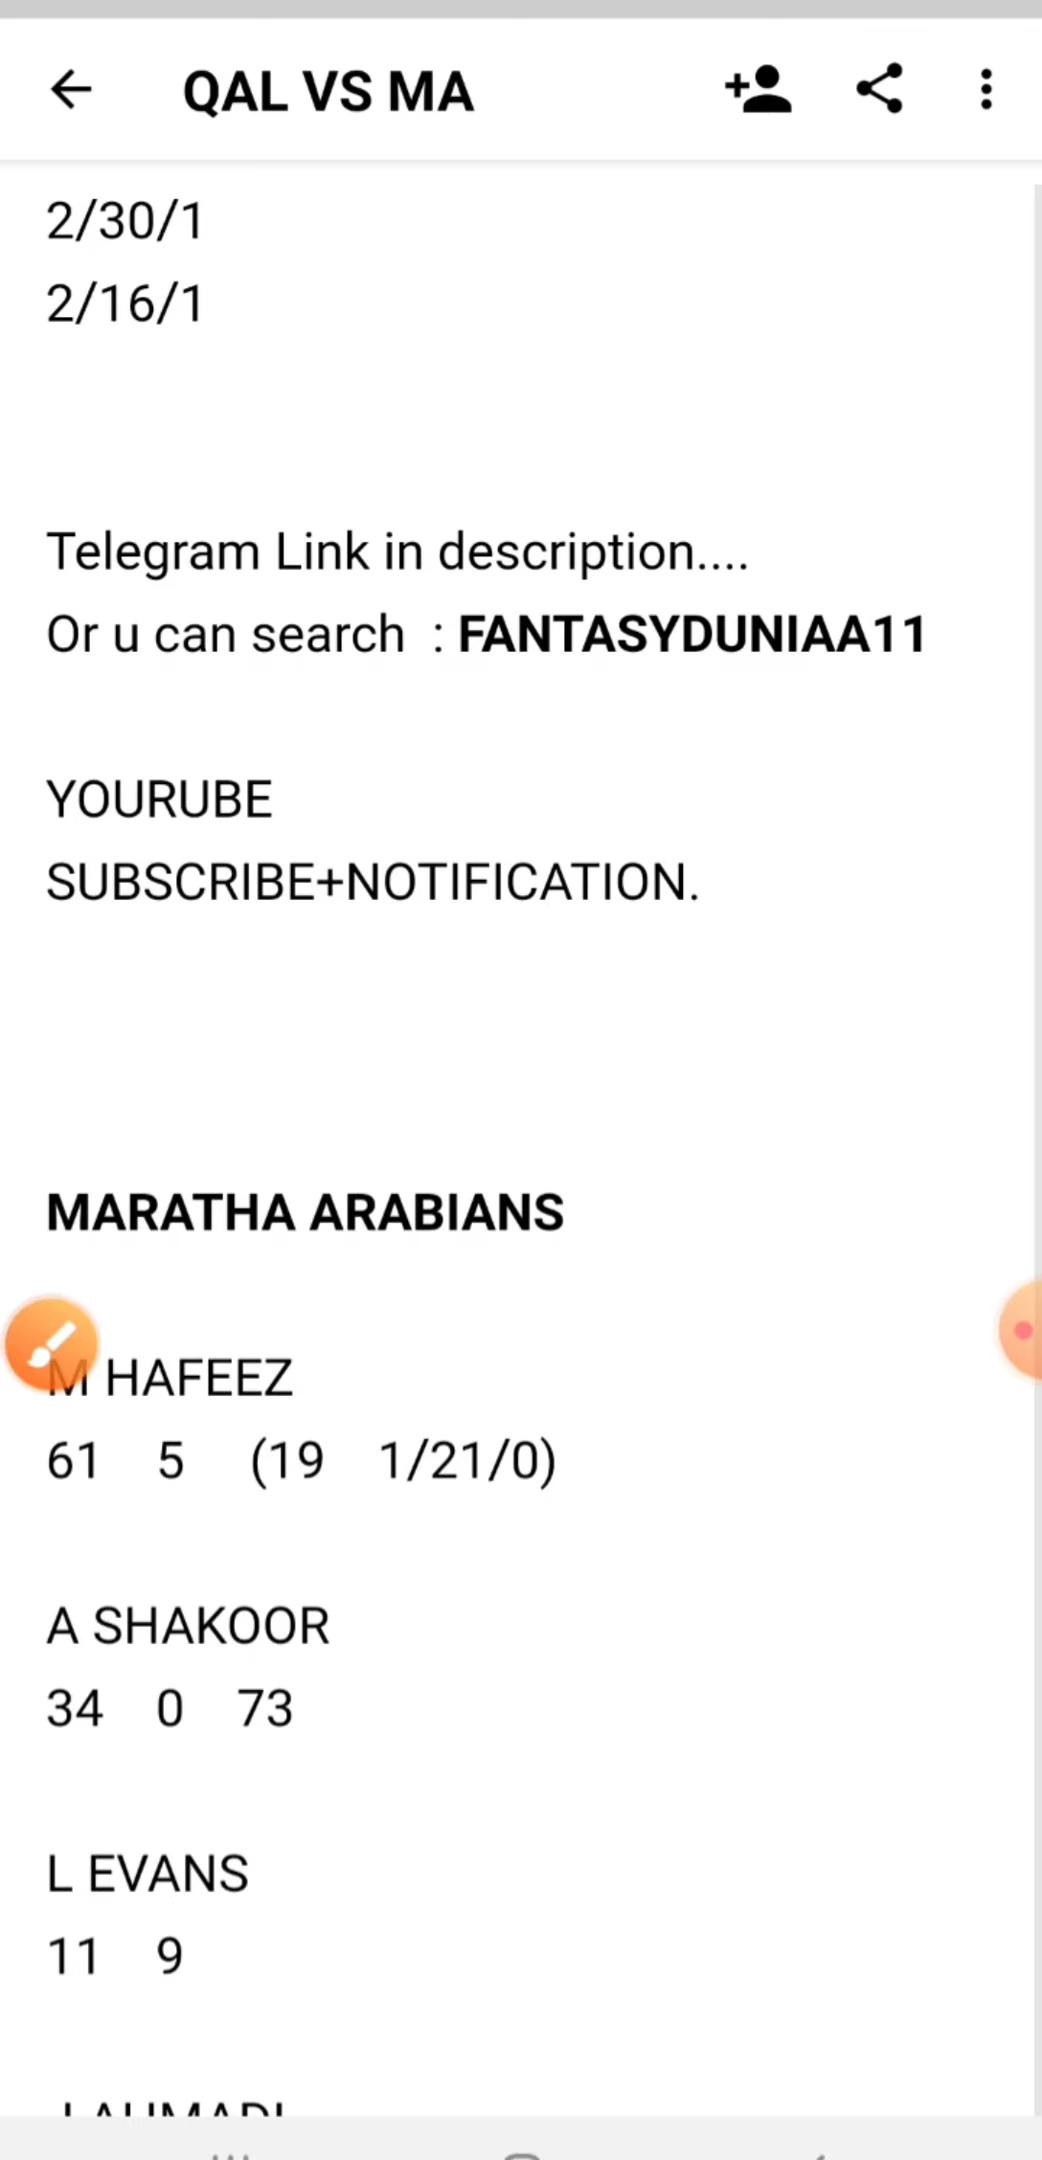 QAL VS MA
2/30/1
2/16/1
Telegram Link in description....
Or u can search : FANTASYDUNIAA11
YOURUBE
SUBSCRIBE+NOTIFICATION.
MARATHA ARABIANS
M HAFEEZ
61 5 (19 1/21/0)
A SHAKOOR
34 0 73
L EVANS
11 9